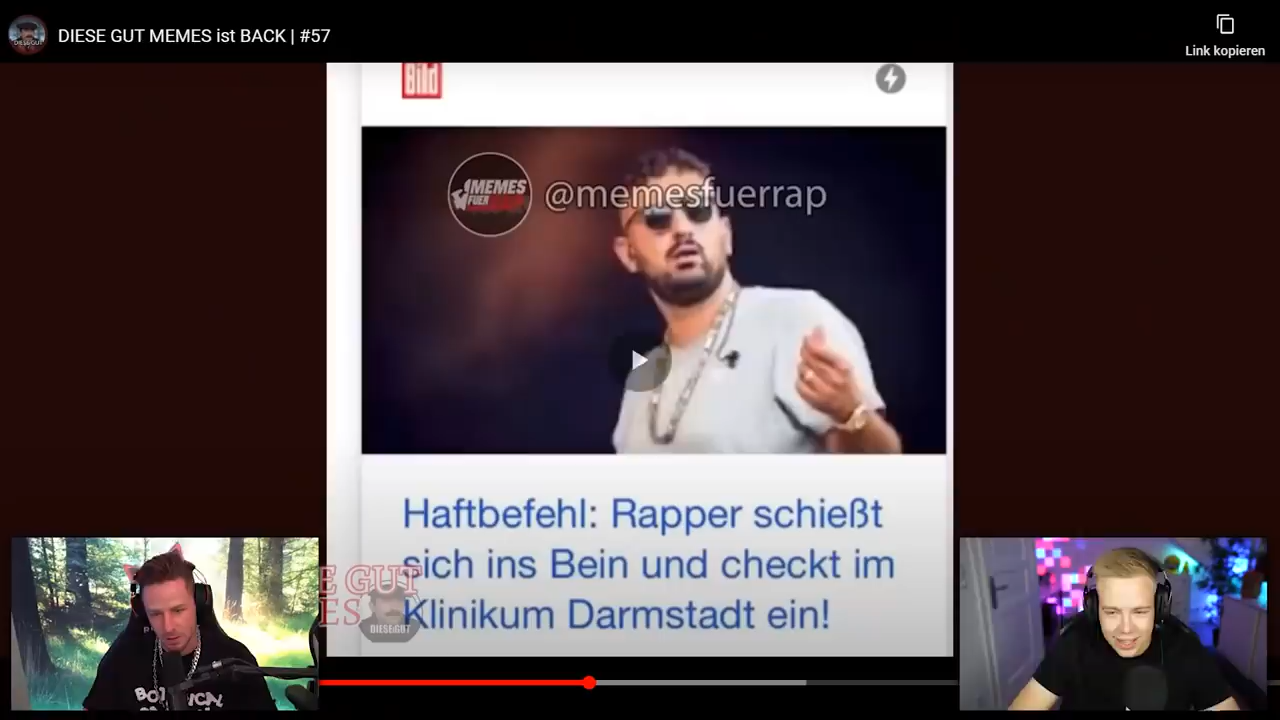 DIESE GUT MEMES ist BACK | #57
Link kopieren
Bild
MEMES
FUER
@memesfuerrap
Haftbefehl: Rapper schießt
sich ins Bein und checkt im
Klinikum Darmstadt ein!
E GUT
ES
DIESE GUT